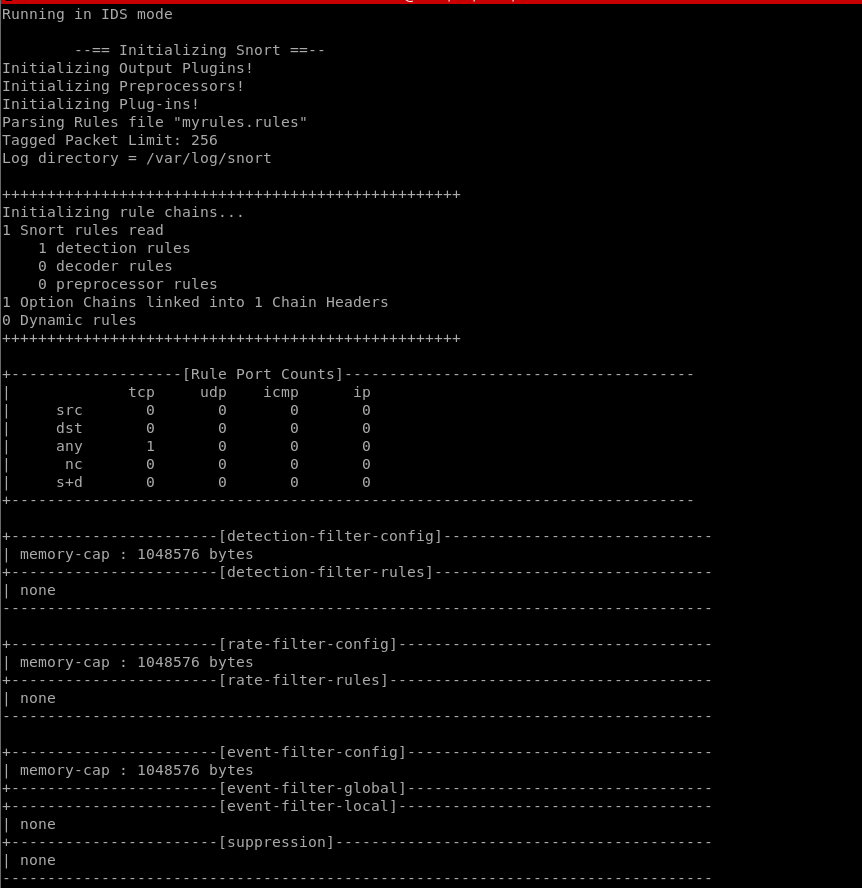 Running in IDS mode
--== Initializing Snort ==--
Initializing Output Plugins!
Initializing Preprocessors!
Initializing Plug-ins!
Parsing Rules file "myrules.rules"
Tagged Packet Limit: 256
Log directory = /var/log/snort
+++++++++++++++++++++++++++++++++++++++++++++++++++
Initializing rule chains...
1 Snort rules read
    1 detection rules
    0 decoder rules
    0 preprocessor rules
1 Option Chains linked into 1 Chain Headers
0 Dynamic rules
+++++++++++++++++++++++++++++++++++++++++++++++++++
+-------------------[Rule Port Counts]---------------------------------------
|             tcp     udp    icmp      ip
|     src       0       0       0       0
|     dst       0       0       0       0
|     any       1       0       0       0
|      nc       0       0       0       0
|     s+d       0       0       0       0
+----------------------------------------------------------------------------
+-----------------------[detection-filter-config]------------------------------
| memory-cap : 1048576 bytes
+-----------------------[detection-filter-rules]-------------------------------
| none
-------------------------------------------------------------------------------
+-----------------------[rate-filter-config]-----------------------------------
| memory-cap : 1048576 bytes
+-----------------------[rate-filter-rules]------------------------------------
| none
-------------------------------------------------------------------------------
+-----------------------[event-filter-config]----------------------------------
| memory-cap : 1048576 bytes
+-----------------------[event-filter-global]----------------------------------
+-----------------------[event-filter-local]-----------------------------------
| none
+-----------------------[suppression]------------------------------------------
| none
-------------------------------------------------------------------------------